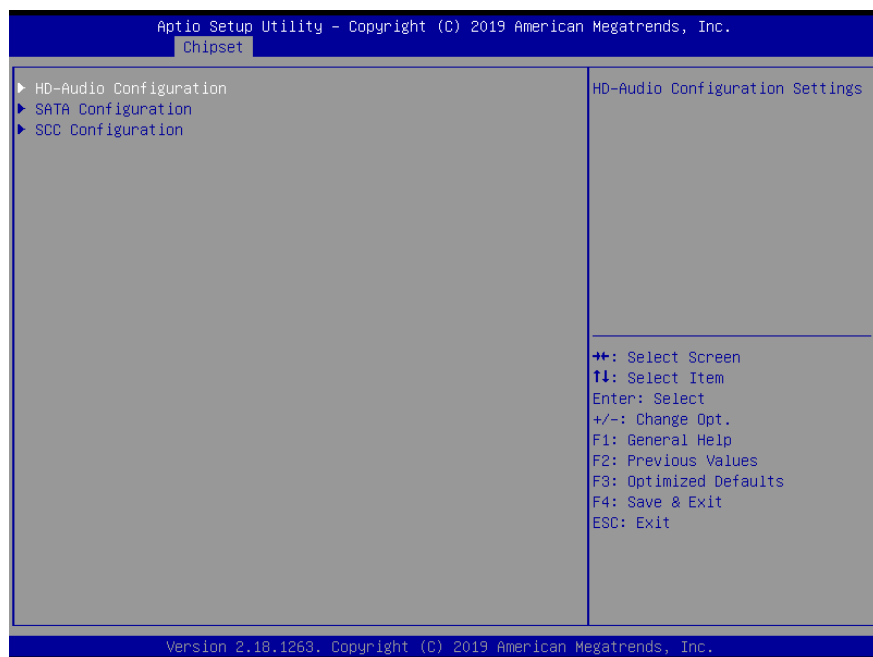 Aptio Setup Utility – Copyright (C) 2019 American Megatrends, Inc.
Chipset
▶ HD-Audio Configuration
▶ SATA Configuration
▶ SCC Configuration
HD-Audio Configuration Settings
→←: Select Screen
↑↓: Select Item
Enter: Select
+/-: Change Opt.
F1: General Help
F2: Previous Values
F3: Optimized Defaults
F4: Save & Exit
ESC: Exit
Version 2.18.1263. Copyright (C) 2019 American Megatrends, Inc.